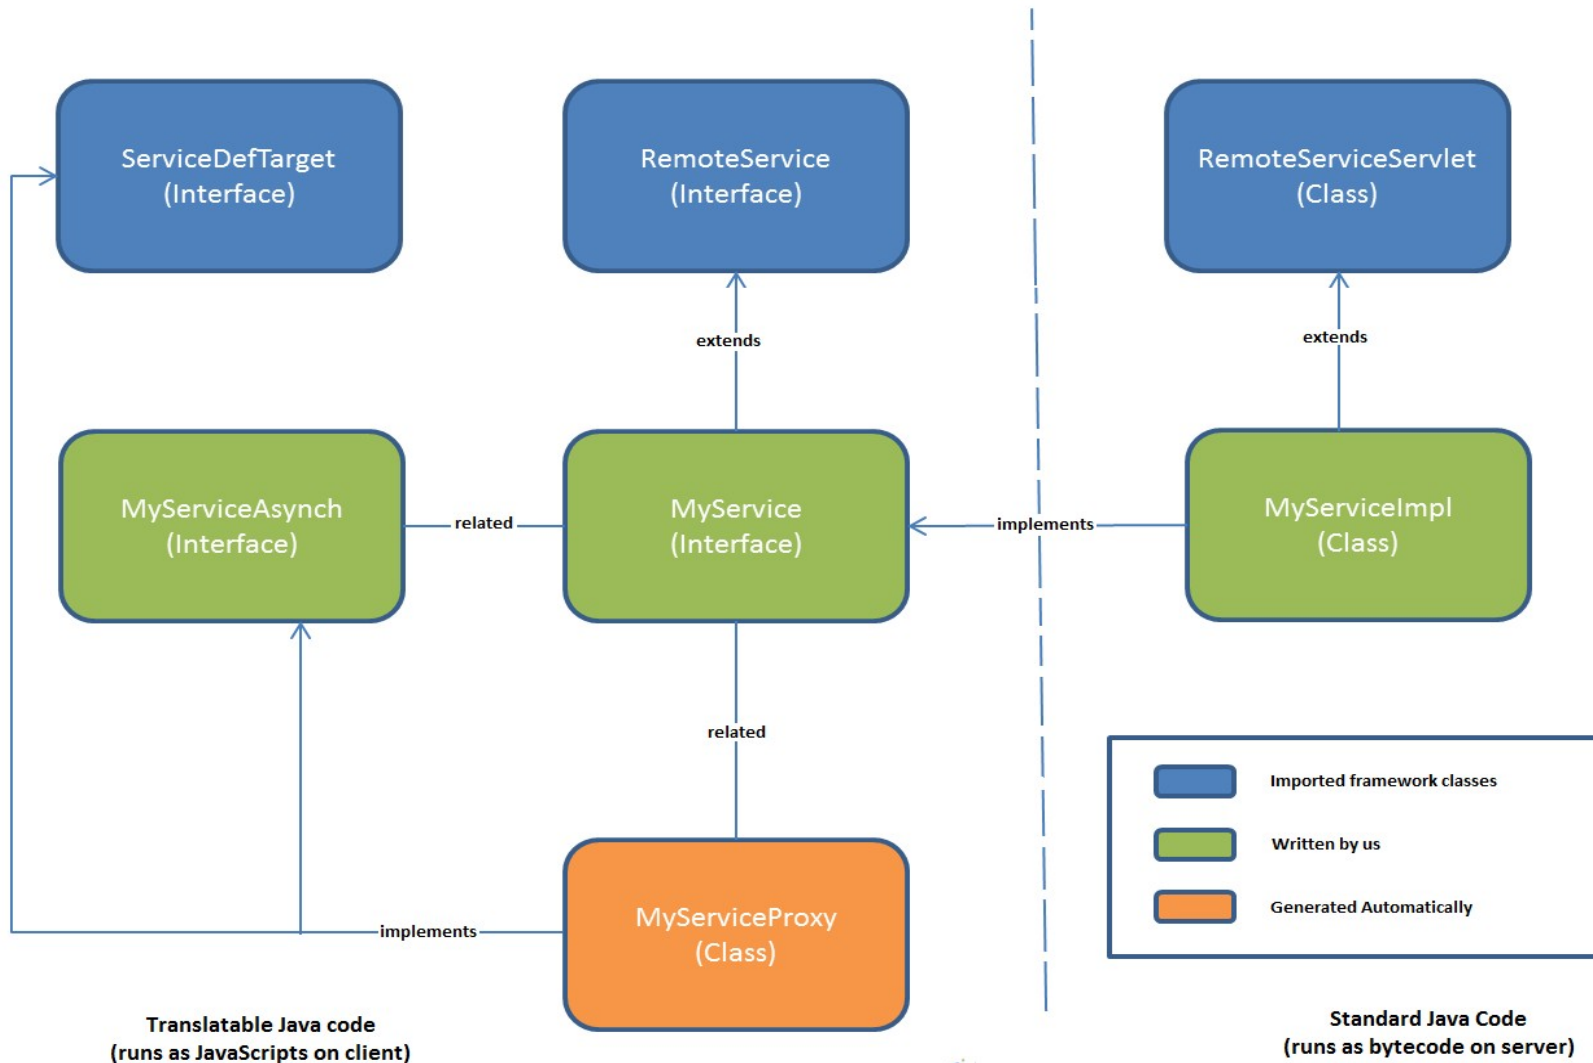 ServiceDefTarget
(Interface)
RemoteService
(Interface)
RemoteServiceServlet
(Class)
extends
extends
MyServiceAsynch
(Interface)
related
MyService
(Interface)
implements
MyServiceImpl
(Class)
related
Imported framework classes
Written by us
Generated Automatically
implements
MyServiceProxy
(Class)
Translatable Java code
(runs as JavaScripts on client)
Standard Java Code
(runs as bytecode on server)